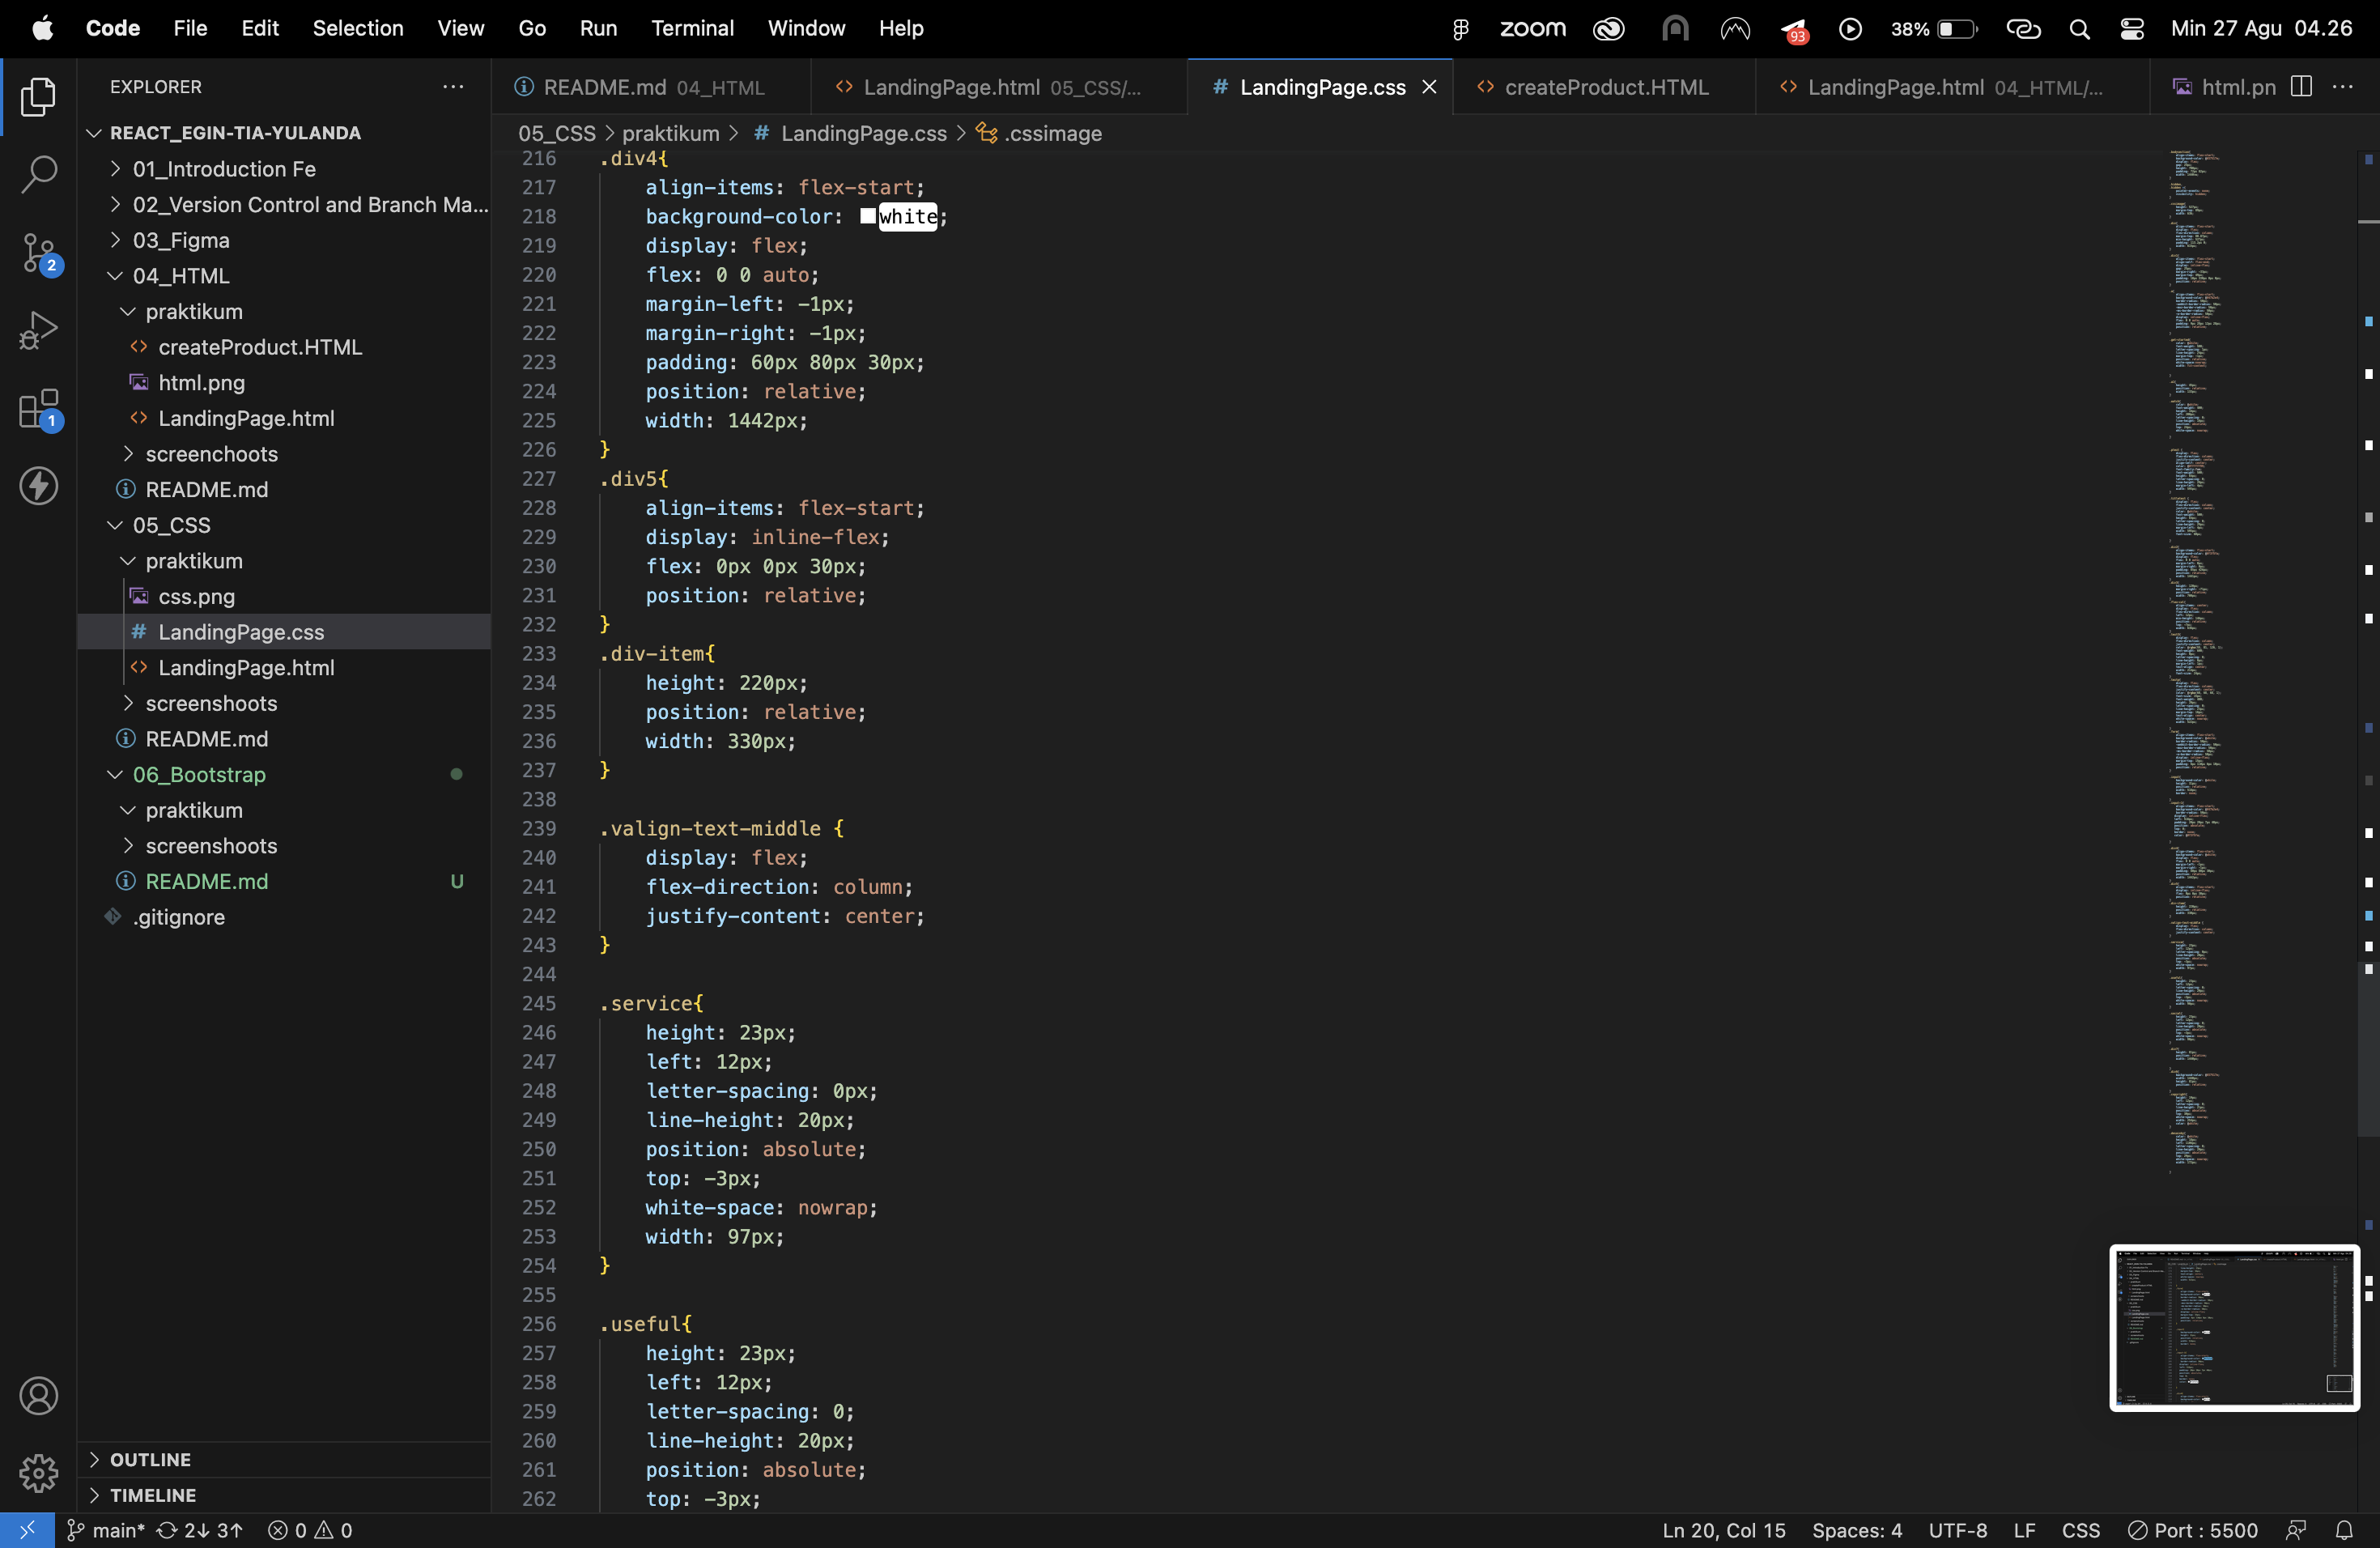 Code File Edit Selection View Go Run Terminal Window Help zoom 93 38% Min 27 Agu 04.26
EXPLORER
README.md 04_HTML LandingPage.html 05_CSS/... # LandingPage.css createProduct.HTML LandingPage.html 04_HTML/... html.pn
REACT_EGIN-TIA-YULANDA
01_Introduction Fe
02_Version Control and Branch Ma...
03_Figma
04_HTML
praktikum
createProduct.HTML
html.png
LandingPage.html
screenchoots
README.md
05_CSS
praktikum
css.png
# LandingPage.css
LandingPage.html
screenshoots
README.md
06_Bootstrap
praktikum
screenshoots
README.md U
.gitignore
OUTLINE
TIMELINE
2
1
05_CSS > praktikum > # LandingPage.css > .cssimage
216 .div4{
217 align-items: flex-start;
218 background-color: white;
219 display: flex;
220 flex: 0 0 auto;
221 margin-left: -1px;
222 margin-right: -1px;
223 padding: 60px 80px 30px;
224 position: relative;
225 width: 1442px;
226 }
227 .div5{
228 align-items: flex-start;
229 display: inline-flex;
230 flex: 0px 0px 30px;
231 position: relative;
232 }
233 .div-item{
234 height: 220px;
235 position: relative;
236 width: 330px;
237 }
238
239 .valign-text-middle {
240 display: flex;
241 flex-direction: column;
242 justify-content: center;
243 }
244
245 .service{
246 height: 23px;
247 left: 12px;
248 letter-spacing: 0px;
249 line-height: 20px;
250 position: absolute;
251 top: -3px;
252 white-space: nowrap;
253 width: 97px;
254 }
255
256 .useful{
257 height: 23px;
258 left: 12px;
259 letter-spacing: 0;
260 line-height: 20px;
261 position: absolute;
262 top: -3px;
main* 2↓ 3↑ 0 0 Ln 20, Col 15 Spaces: 4 UTF-8 LF CSS Port : 5500